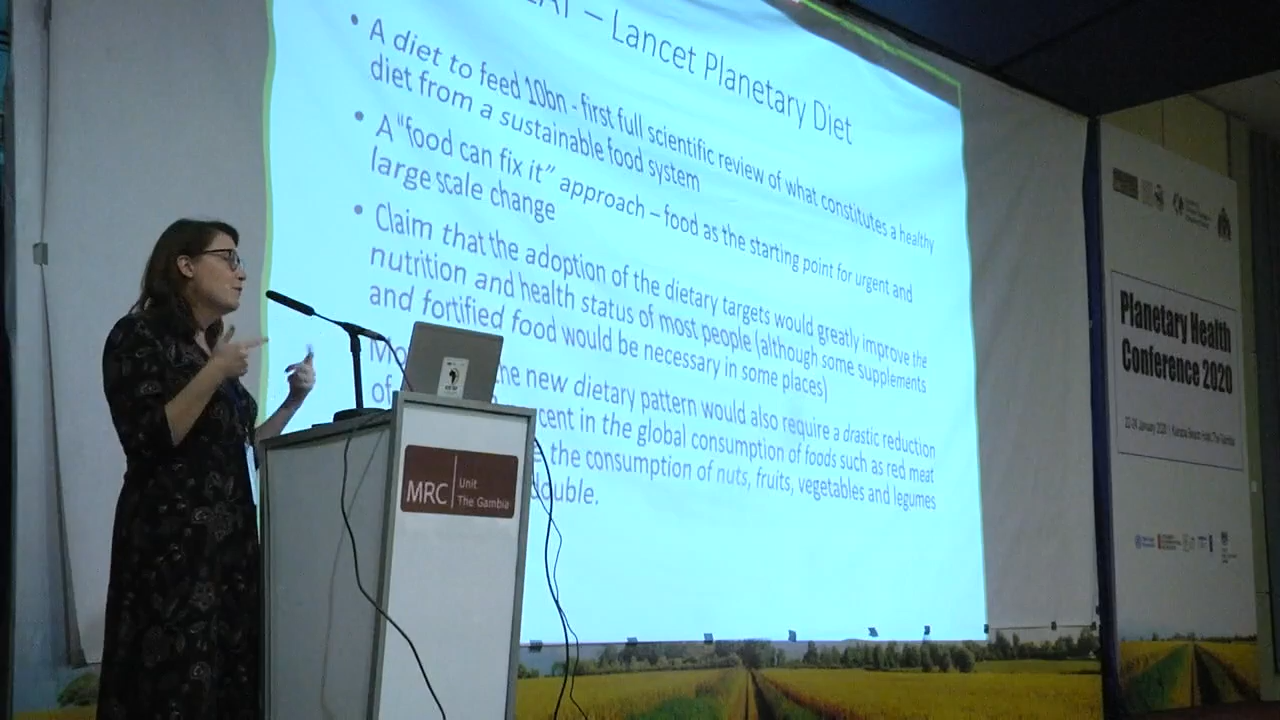 – Lancet Planetary Diet
• A diet to feed 10bn - first full scientific review of what constitutes a healthy
diet from a sustainable food system
• A “food can fix it” approach – food as the starting point for urgent and
large scale change
• Claim that the adoption of the dietary targets would greatly improve the
nutrition and health status of most people (although some supplements
and fortified food would be necessary in some places)
the new dietary pattern would also require a drastic reduction
of cent in the global consumption of foods such as red meat
the consumption of nuts, fruits, vegetables and legumes
double.
MRC Unit
The Gambia
Planetary Health
Conference 2020